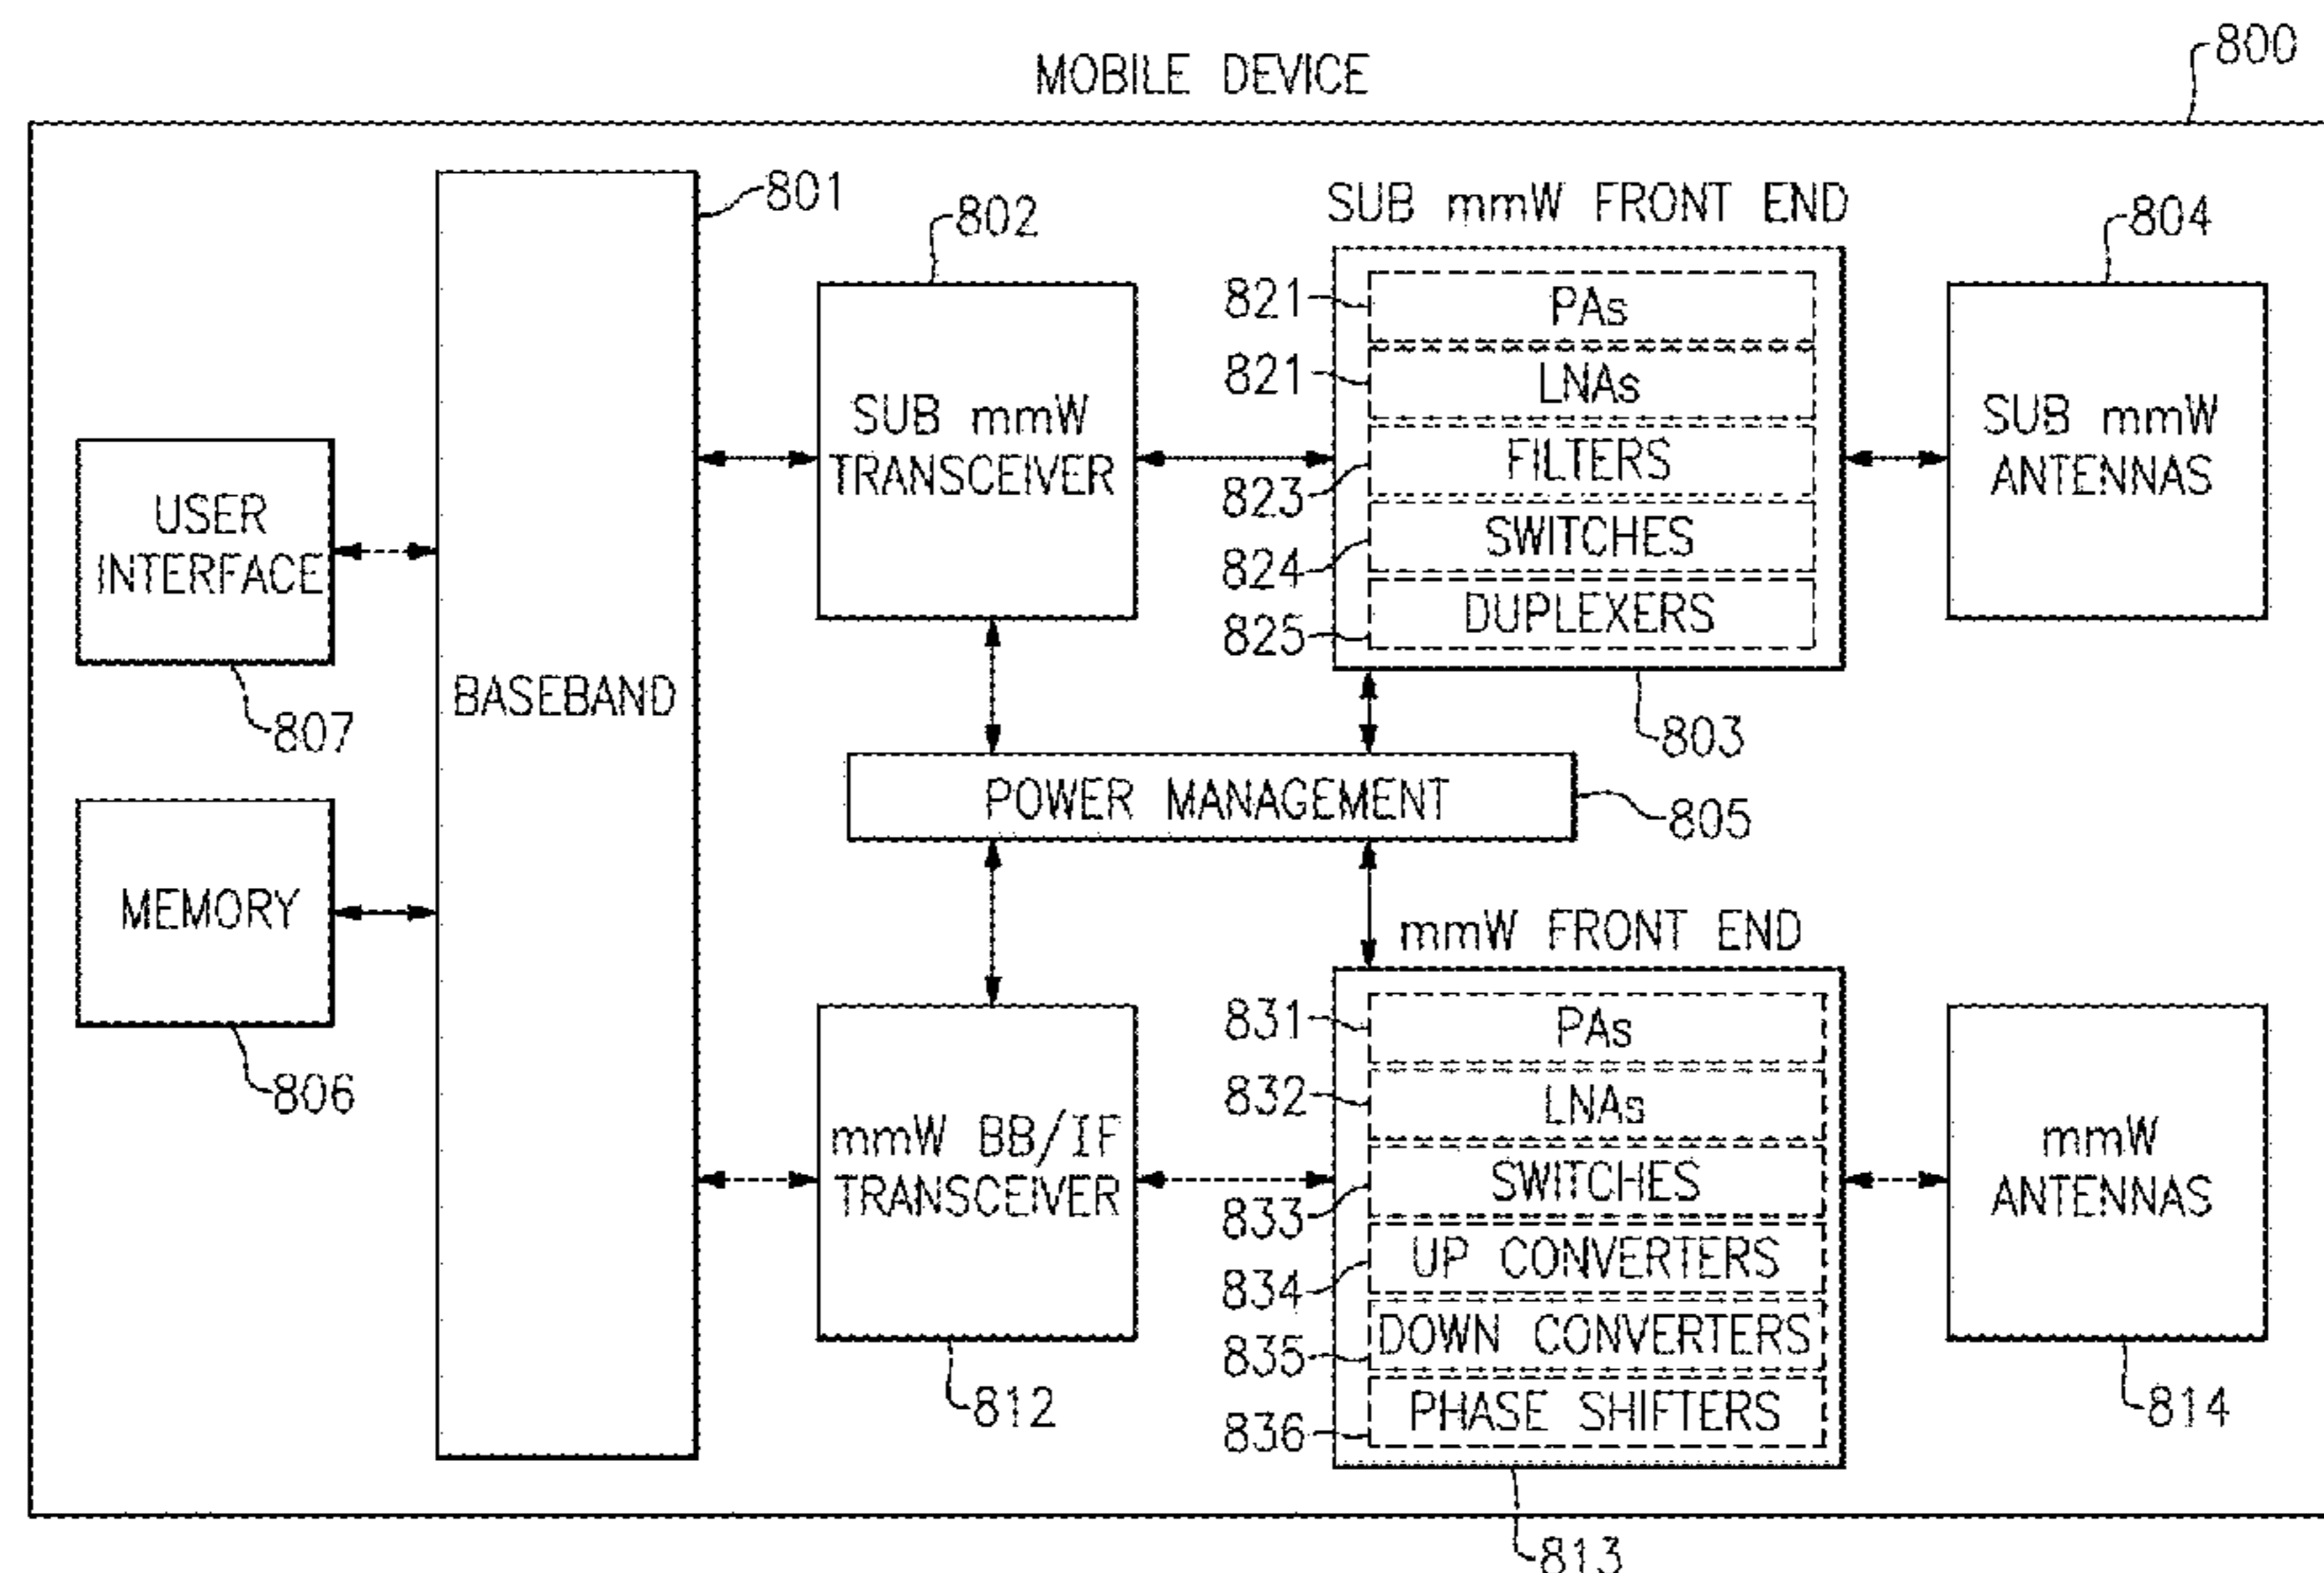 800
MOBILE DEVICE
801
802
SUB mmW FRONT END
804
821
PAs
821
LNAs
SUB mmW
TRANSCEIVER
FILTERS
823
SWITCHES
824
DUPLEXERS
825
SUB mmW
ANTENNAS
USER
INTERFACE
807
BASEBAND
803
POWER MANAGEMENT
805
MEMORY
806
mmW FRONT END
831
PAs
832
LNAs
mmW BB/IF
TRANSCEIVER
SWITCHES
833
UP CONVERTERS
834
DOWN CONVERTERS
835
PHASE SHIFTERS
836
mmW
ANTENNAS
812
814
813